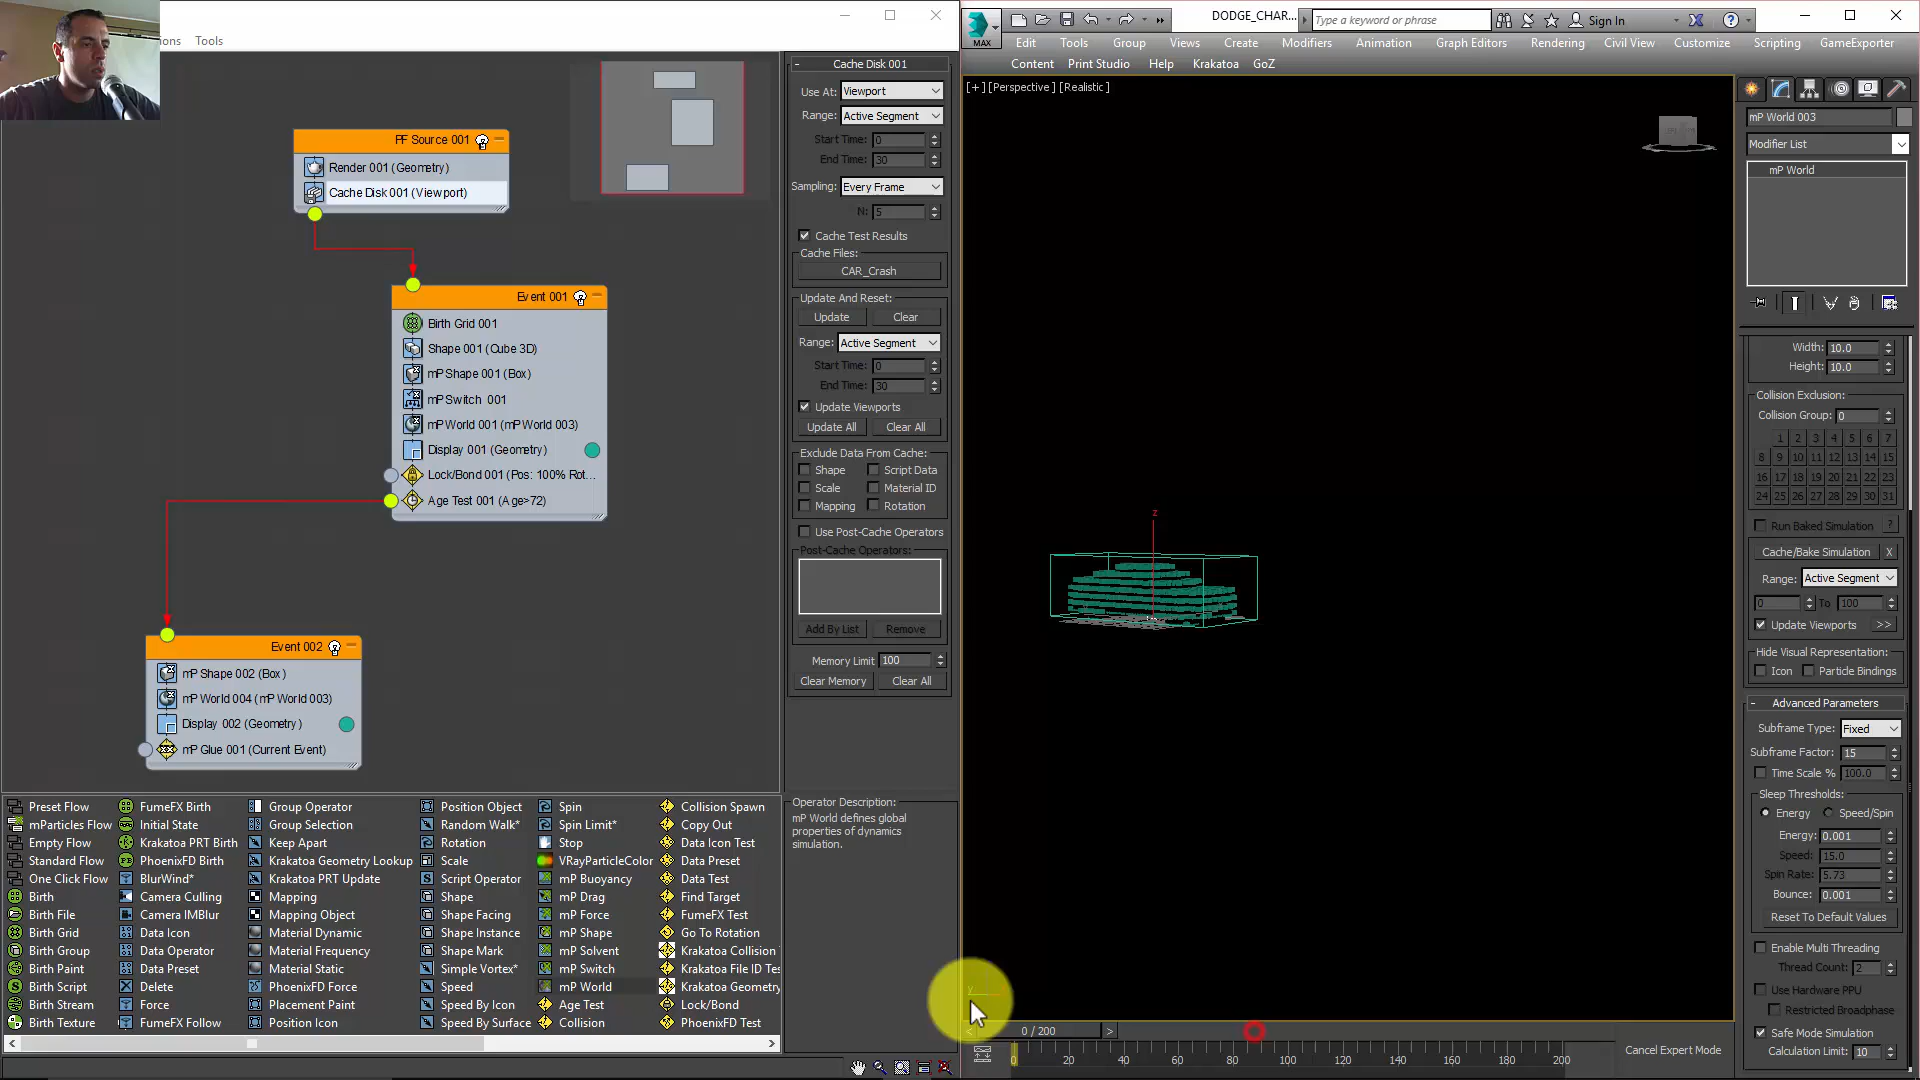 ons Tools
PF Source 001
Render 001 (Geometry)
Cache Disk 001 (Viewport)
Event 001
Birth Grid 001
Shape 001 (Cube 3D)
mP Shape 001 (Box)
mP Switch 001
mP World 001 (mP World 003)
Display 001 (Geometry)
Lock/Bond 001 (Pos: 100% Rot...
Age Test 001 (Age>72)
Event 002
mP Shape 002 (Box)
mP World 004 (mP World 003)
Display 002 (Geometry)
mP Glue 001 (Current Event)
Preset Flow FumeFX Birth Group Operator Position Object Spin Collision Spawn
mParticles Flow Initial State Group Selection Random Walk* Spin Limit* Copy Out
Empty Flow Krakatoa PRT Birth Keep Apart Rotation Stop Data Icon Test
Standard Flow PhoenixFD Birth Krakatoa Geometry Lookup Scale VRayParticleColor Data Preset
One Click Flow BlurWind* Krakatoa PRT Update Script Operator mP Buoyancy Data Test
Birth Camera Culling Mapping Shape mP Drag Find Target
Birth File Camera IMBlur Mapping Object Shape Facing mP Force FumeFX Test
Birth Grid Data Icon Material Dynamic Shape Instance mP Shape Go To Rotation
Birth Group Data Operator Material Frequency Shape Mark mP Solvent Krakatoa Collision
Birth Paint Data Preset Material Static Simple Vortex* mP Switch Krakatoa File ID Tes
Birth Script Delete PhoenixFD Force Speed mP World Krakatoa Geometry
Birth Stream Force Placement Paint Speed By Icon Age Test Lock/Bond
Birth Texture FumeFX Follow Position Icon Speed By Surface Collision PhoenixFD Test
- Cache Disk 001
Use At: Viewport
Range: Active Segment
Start Time: 0
End Time: 30
Sampling: Every Frame
N: 5
Cache Test Results
Cache Files:
CAR_Crash
Update And Reset:
Update Clear
Range: Active Segment
Start Time: 0
End Time: 30
Update Viewports
Update All Clear All
Exclude Data From Cache:
Shape Script Data
Scale Material ID
Mapping Rotation
Use Post-Cache Operators
Post-Cache Operators:
Add By List Remove
Memory Limit 100
Clear Memory Clear All
Operator Description:
mP World defines global
properties of dynamics
simulation.
MAX
DODGE_CHAR... Type a keyword or phrase Sign In
Edit Tools Group Views Create Modifiers Animation Graph Editors Rendering Civil View Customize Scripting GameExporter
Content Print Studio Help Krakatoa GoZ
[+] [Perspective] [Realistic]
z
y
< 0 / 200 >
0 20 40 60 80 100 120 140 160 180 200
Cancel Expert Mode
mP World 003
Modifier List
mP World
Width: 10.0
Height: 10.0
Collision Exclusion:
Collision Group: 0
1 2 3 4 5 6 7
8 9 10 11 12 13 14 15
16 17 18 19 20 21 22 23
24 25 26 27 28 29 30 31
Run Baked Simulation ?
Cache/Bake Simulation X
Range: Active Segment
0 To 100
Update Viewports >>
Hide Visual Representation:
Icon Particle Bindings
- Advanced Parameters
Subframe Type: Fixed
Subframe Factor: 15
Time Scale % 100.0
Sleep Thresholds:
Energy Speed/Spin
Energy: 0.001
Speed: 15.0
Spin Rate: 5.73
Bounce: 0.001
Reset To Default Values
Enable Multi Threading
Thread Count: 2
Use Hardware PPU
Restricted Broadphase
Safe Mode Simulation
Calculation Limit: 10